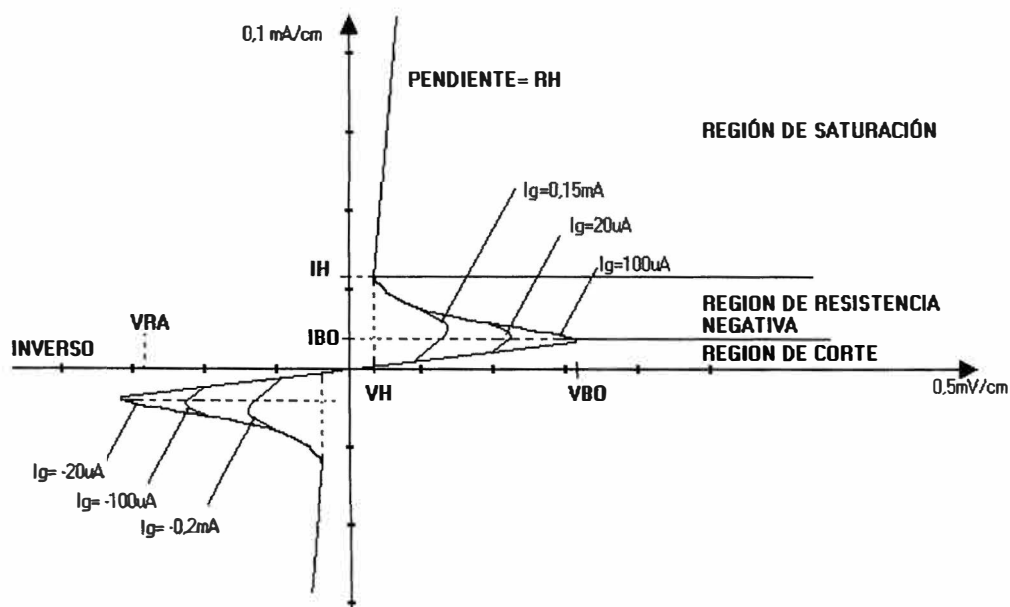 0,1 mA/cm
PENDIENTE= RH
REGIÓN DE SATURACIÓN
Ig=0,15mA
Ig=20uA
Ig=100uA
IH
REGION DE RESISTENCIA
NEGATIVA
VRA
IBO
REGION DE CORTE
INVERSO
VH
VBO
0,5mV/cm
Ig= -20uA
Ig= -100uA
Ig= -0,2mA